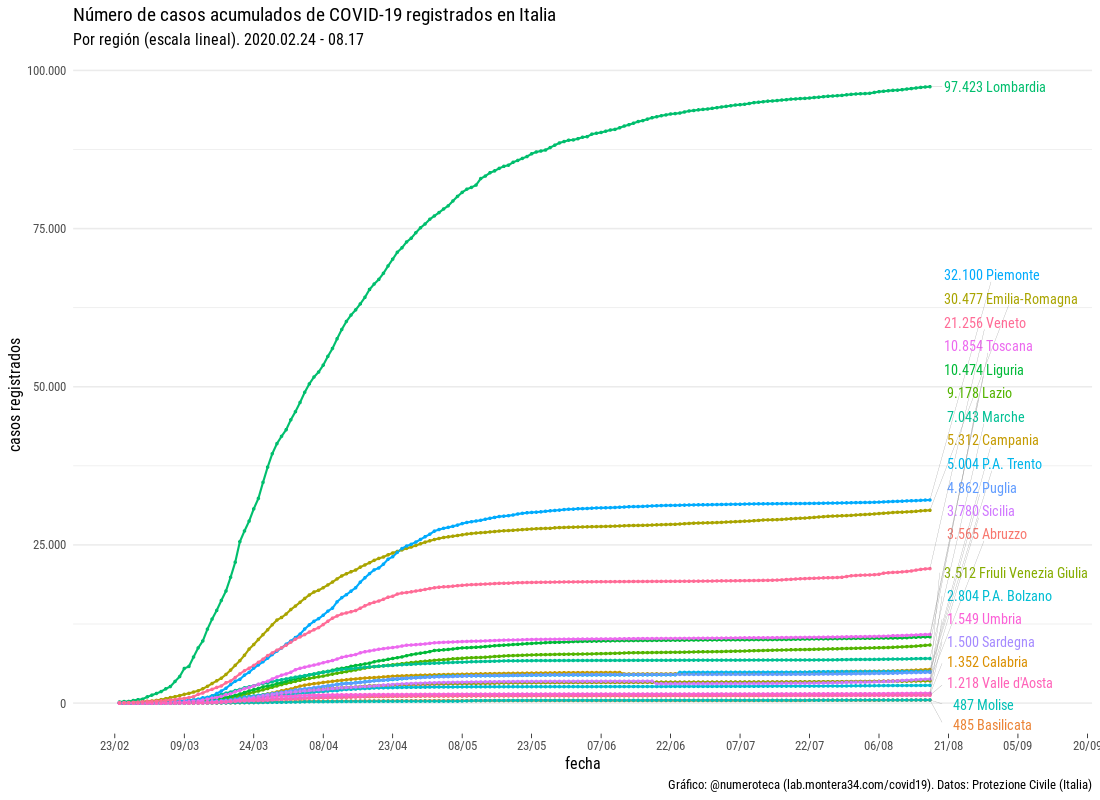 Número de casos acumulados de COVID-19 registrados en Italia
Por región (escala lineal). 2020.02.24 - 08.17
casos registrados
100.000
75.000
50.000
25.000
0
97.423 Lombardia
32.100 Piemonte
30.477 Emilia-Romagna
21.256 Veneto
10.854 Toscana
10.474 Liguria
9.178 Lazio
7.043 Marche
5.312 Campania
5.004 P.A. Trento
4.862 Puglia
3.780 Sicilia
3.565 Abruzzo
3.512 Friuli Venezia Giulia
2.804 P.A. Bolzano
1.549 Umbria
1.500 Sardegna
1.352 Calabria
1.218 Valle d'Aosta
487 Molise
485 Basilicata
23/02 09/03 24/03 08/04 23/04 08/05 23/05 07/06 22/06 07/07 22/07 06/08 21/08 05/09 20/09
fecha
Gráfico: @numeroteca (lab.montera34.com/covid19). Datos: Protezione Civile (Italia)